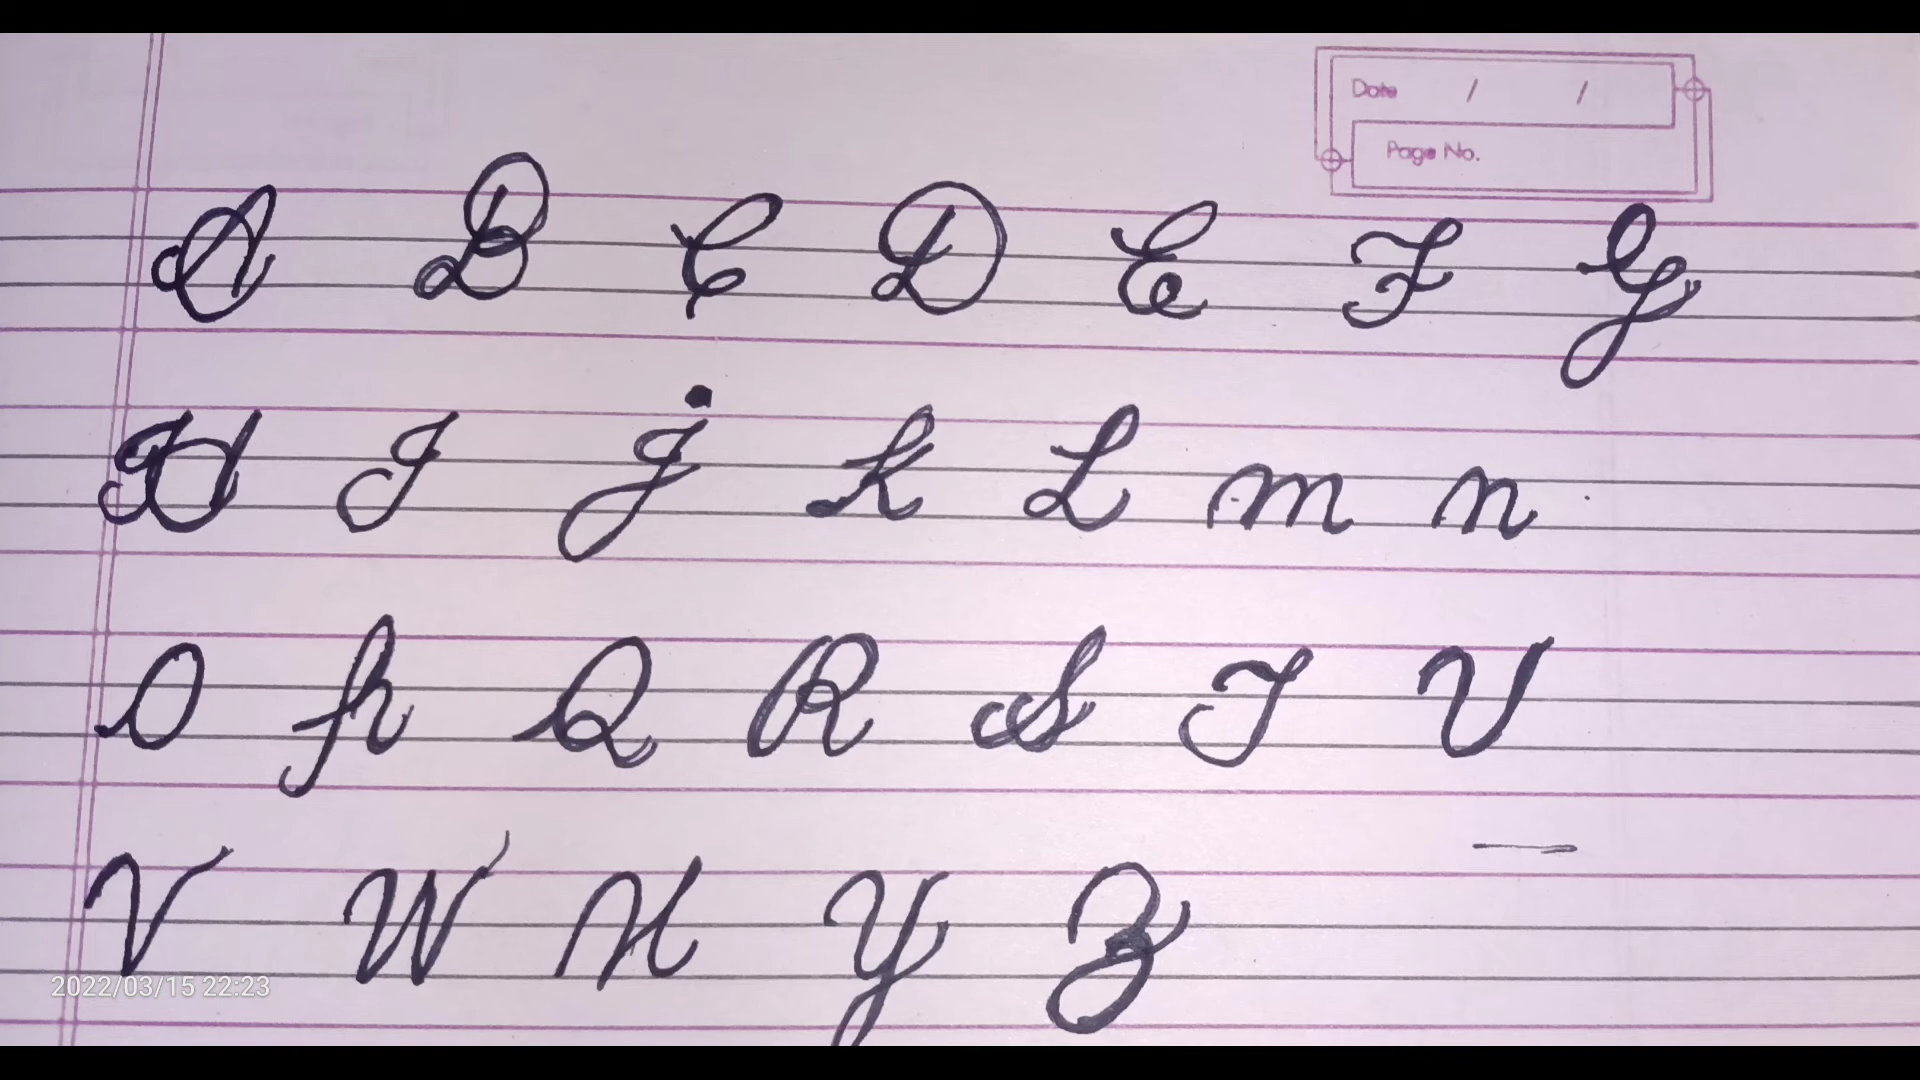 Date / /
Page No.
A B C D E F G
H I j K L m n
O P Q R S T U
V W X Y Z
2022/03/15 22:23